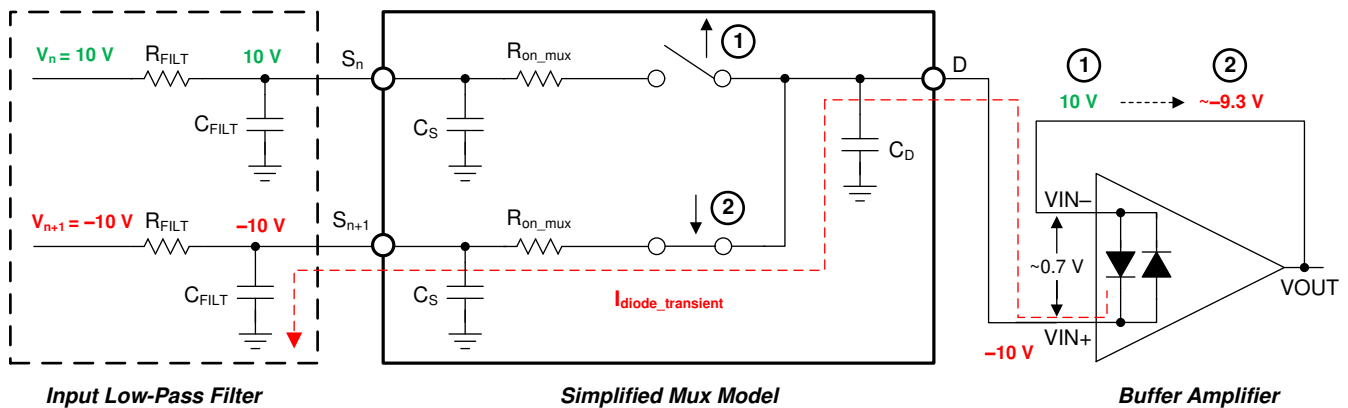 Vn = 10 V
RFILT
10 V
CFILT
Sn
Ron_mux
1
CS
D
CD
1
2
10 V
~–9.3 V
Vn+1 = –10 V
RFILT
–10 V
CFILT
Sn+1
Ron_mux
2
CS
Idiode_transient
VIN–
~0.7 V
VIN+
–10 V
VOUT
Input Low-Pass Filter
Simplified Mux Model
Buffer Amplifier